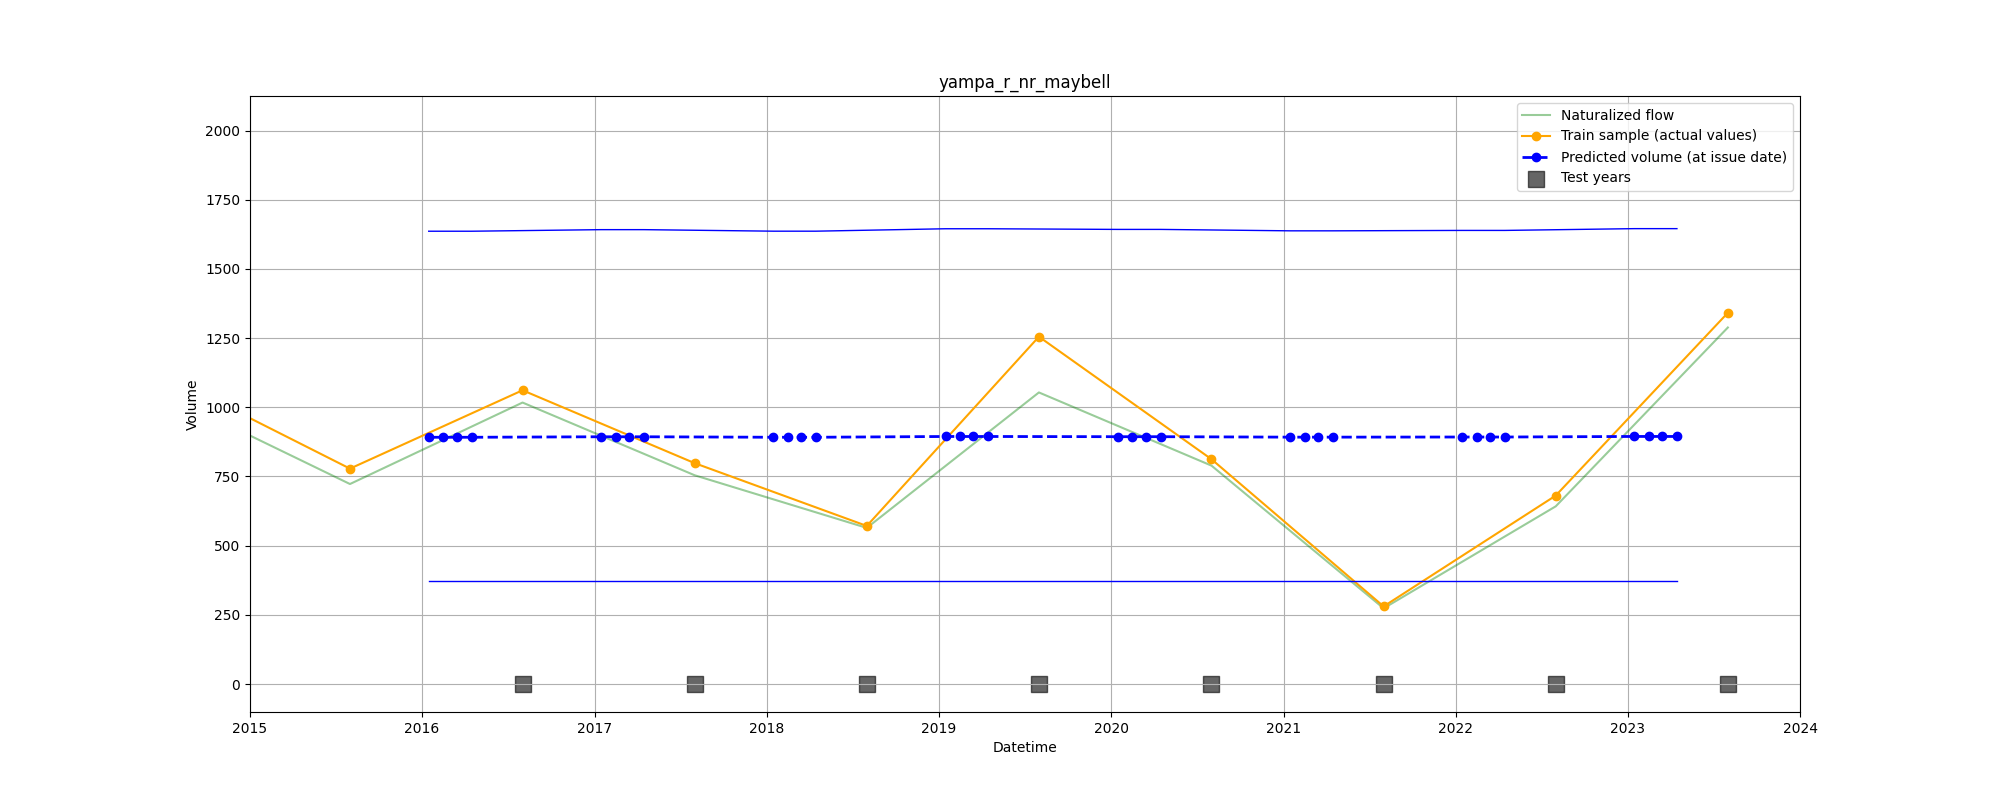 yampa_r_nr_maybell
Naturalized flow
Train sample (actual values)
Predicted volume (at issue date)
Test years
2000
1750
1500
1250
1000
750
500
250
0
Volume
2015 2016 2017 2018 2019 2020 2021 2022 2023 2024
Datetime